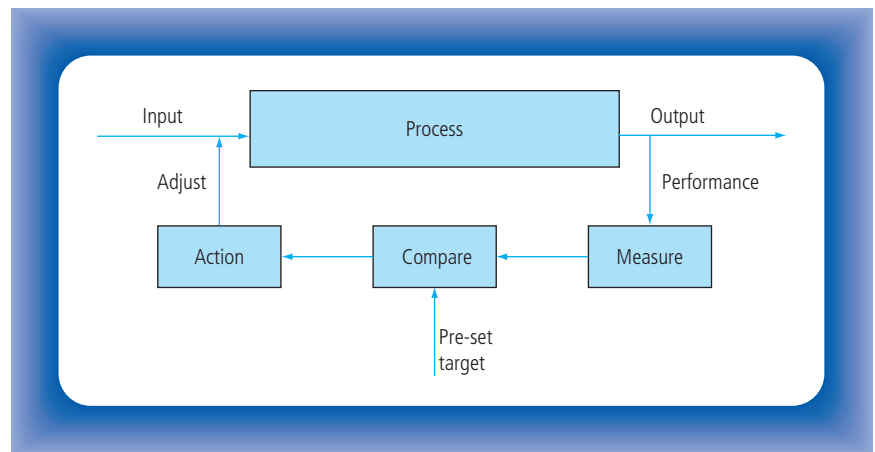 Input
Process
Output
Adjust
Performance
Action
Compare
Measure
Pre-set
target